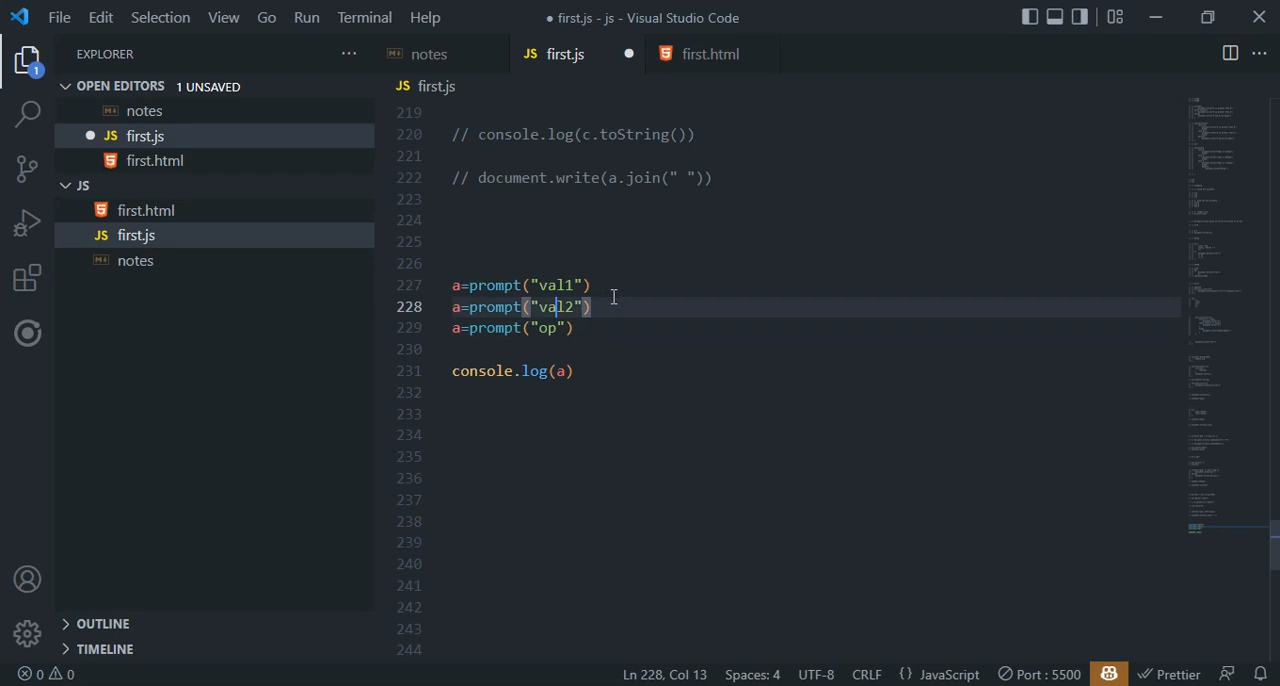 File Edit Selection View Go Run Terminal Help ● first.js - js - Visual Studio Code
EXPLORER ··· notes JS first.js ● first.html ···
OPEN EDITORS 1 UNSAVED
JS first.js
notes
● JS first.js
first.html
JS
first.html
JS first.js
notes
1
219
220 // console.log(c.toString())
221
222 // document.write(a.join(" "))
223
224
225
226
227 a=prompt("val1")
228 a=prompt("val2")
229 a=prompt("op")
230
231 console.log(a)
232
233
234
235
236
237
238
239
240
241
242
243
244
OUTLINE
TIMELINE
0 0 Ln 228, Col 13 Spaces: 4 UTF-8 CRLF {} JavaScript Port : 5500 Prettier